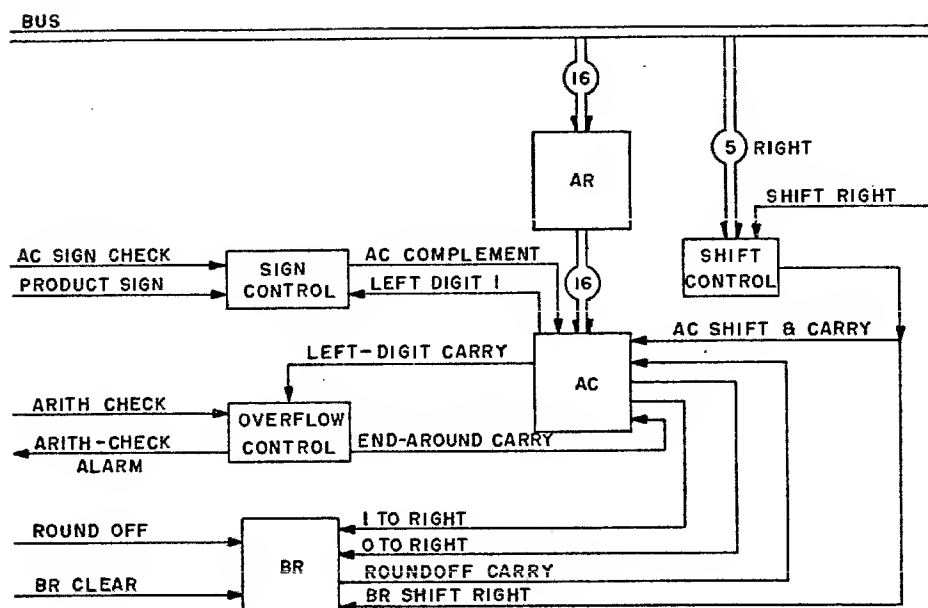 BUS
16
5 RIGHT
AR
SHIFT RIGHT
AC SIGN CHECK
PRODUCT SIGN
SIGN
CONTROL
AC COMPLEMENT
LEFT DIGIT 1
16
SHIFT
CONTROL
AC SHIFT & CARRY
LEFT-DIGIT CARRY
AC
ARITH CHECK
ARITH-CHECK
ALARM
OVERFLOW
CONTROL
END-AROUND CARRY
ROUND OFF
BR CLEAR
BR
1 TO RIGHT
0 TO RIGHT
ROUNDOFF CARRY
BR SHIFT RIGHT